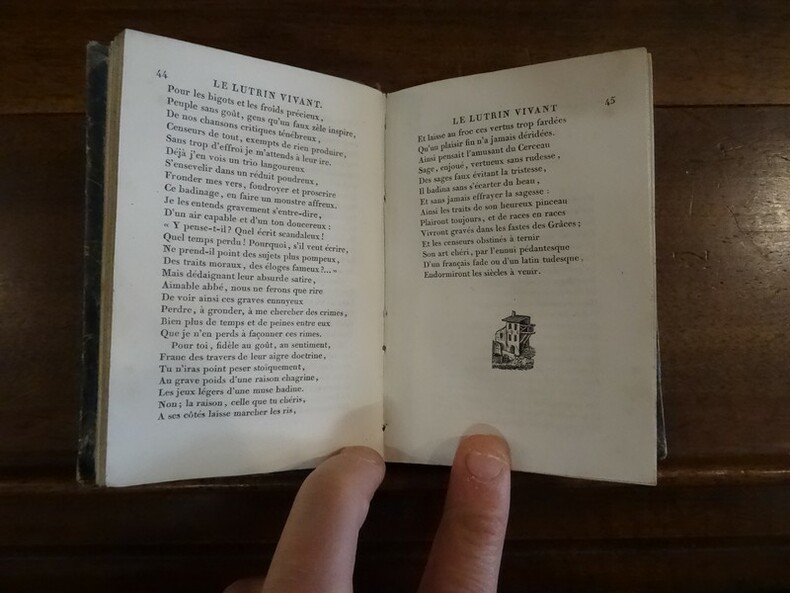 44
LE LUTRIN VIVANT.
Pour les bigots et les froids précieux,
Peuple sans goût, gens qu'un faux zèle inspire,
De nos chansons critiques ténébreux,
Censeurs de tout, exempts de rien produire,
Sans trop d'effroi je m'attends à leur ire.
Déjà j'en vois un trio langoureux
S'ensevelir dans un réduit poudreux,
Fronder mes vers, foudroyer et proscrire
Ce badinage, en faire un monstre affreux.
Je les entends gravement s'entre-dire,
D'un air capable et d'un ton doucereux :
« Y pense-t-il? Quel écrit scandaleux!
Quel temps perdu! Pourquoi, s'il veut écrire,
Ne prend-il point des sujets plus pompeux,
Des traits moraux, des éloges fameux?... »
Mais dédaignant leur absurde satire,
Aimable abbé, nous ne ferons que rire
De voir ainsi ces graves ennuyeux
Perdre, à gronder, à me chercher des crimes,
Bien plus de temps et de peines entre eux
Que je n'en perds à façonner ces rimes.
Pour toi, fidèle au goût, au sentiment,
Franc des travers de leur aigre doctrine,
Tu n'iras point peser stoïquement,
Au grave poids d'une raison chagrine,
Les jeux légers d'une muse badine.
Non; la raison, celle que tu chéris,
A ses côtés laisse marcher les ris,
LE LUTRIN VIVANT
45
Et laisse au froc ces vertus trop fardées
Qu'un plaisir fin n'a jamais déridées.
Ainsi pensait l'amusant du Cerceau
Sage, enjoué, vertueux sans rudesse,
Des sages faux évitant la tristesse,
Il badina sans s'écarter du beau,
Et sans jamais effrayer la sagesse :
Ainsi les traits de son heureux pinceau
Plairont toujours, et de races en races
Vivront gravés dans les fastes des Grâces;
Et les censeurs obstinés à ternir
Son art chéri, par l'ennui pédantesque
D'un français fade ou d'un latin tudesque,
Endormiront les siècles à venir.